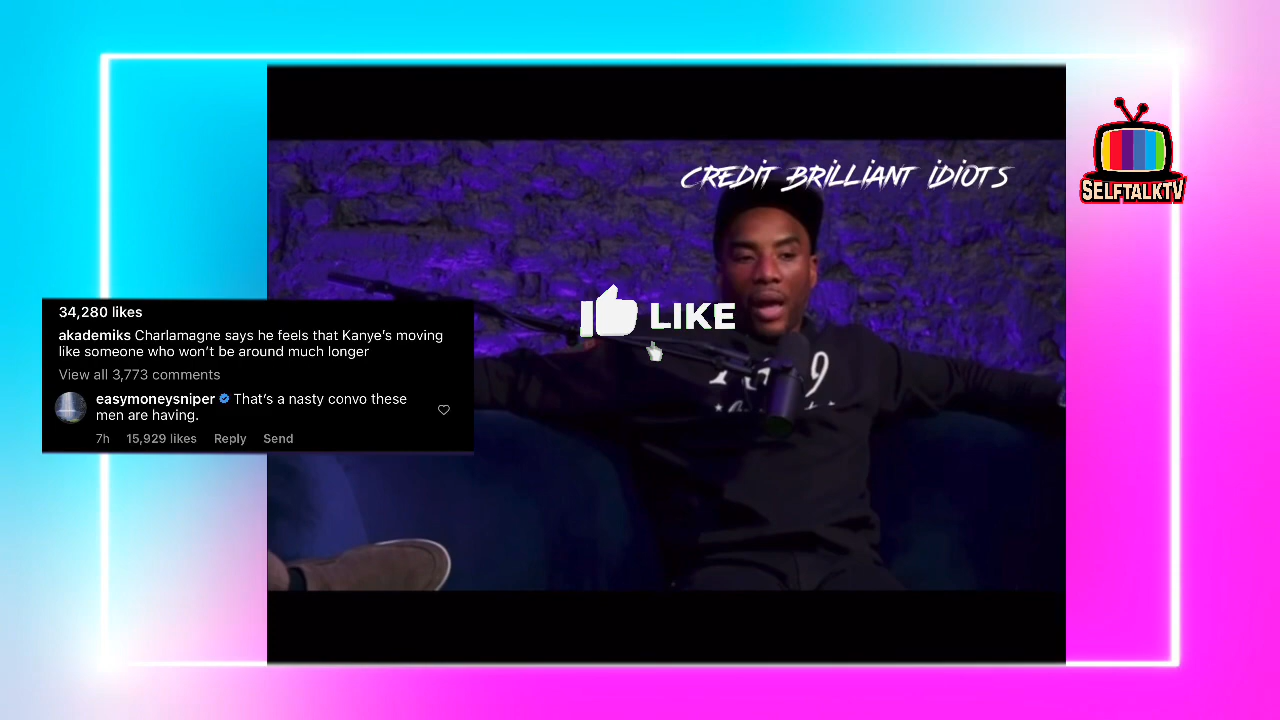 CREDIT BRILLIANT IDIOTS
SELFTALKTV
LIKE
34,280 likes
akademiks Charlamagne says he feels that Kanye's moving
like someone who won't be around much longer
View all 3,773 comments
easymoneysniper That's a nasty convo these
men are having.
7h 15,929 likes Reply Send